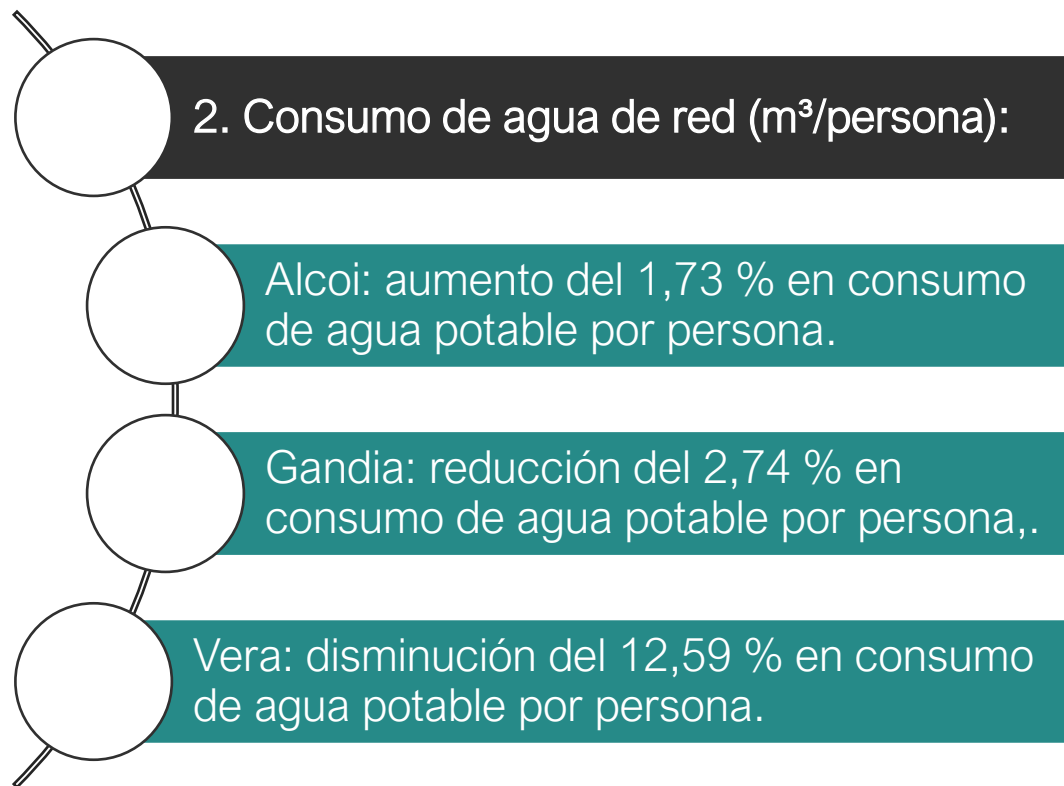 2. Consumo de agua de red (m³/persona):
Alcoi: aumento del 1,73 % en consumo
de agua potable por persona.
Gandia: reducción del 2,74 % en
consumo de agua potable por persona,.
Vera: disminución del 12,59 % en consumo
de agua potable por persona.